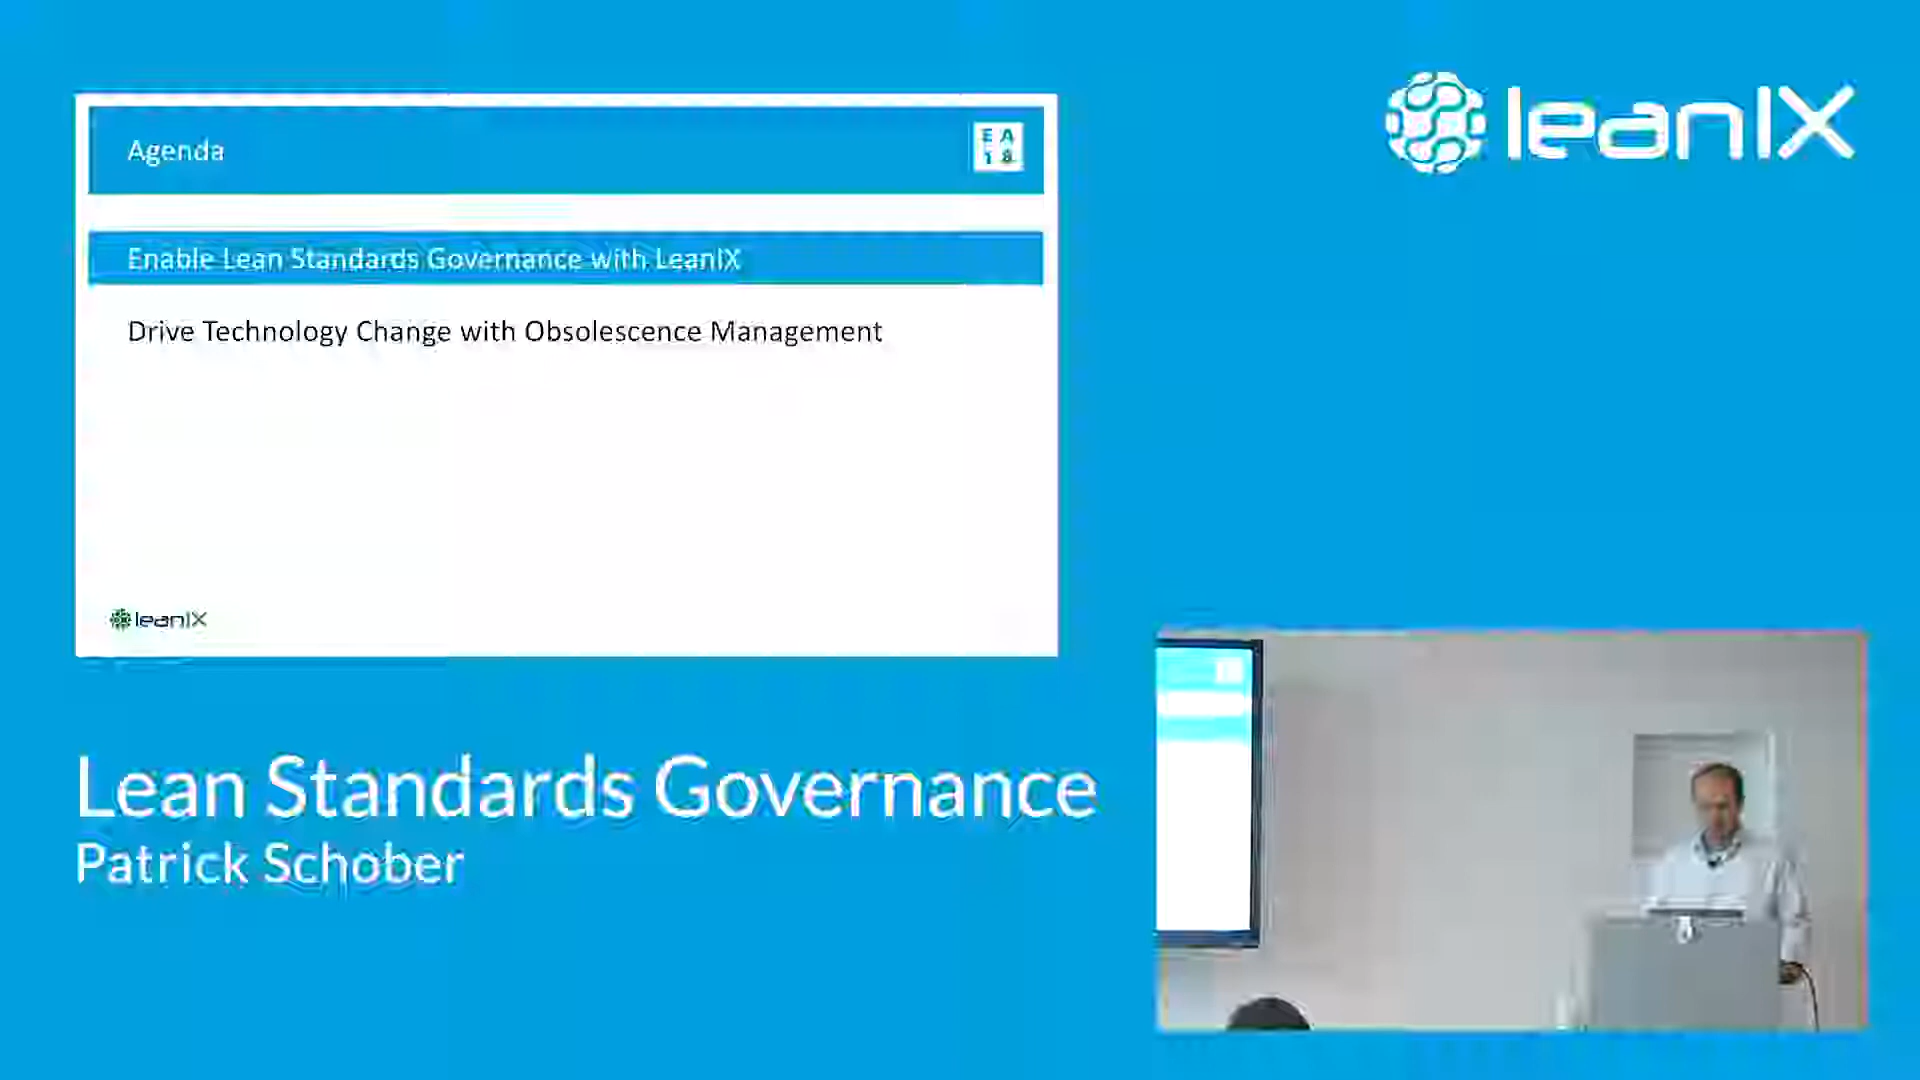 Agenda
E A
1 8
Enable Lean Standards Governance with LeanIX
Drive Technology Change with Obsolescence Management
leanIX
leanIX
Lean Standards Governance
Patrick Schober